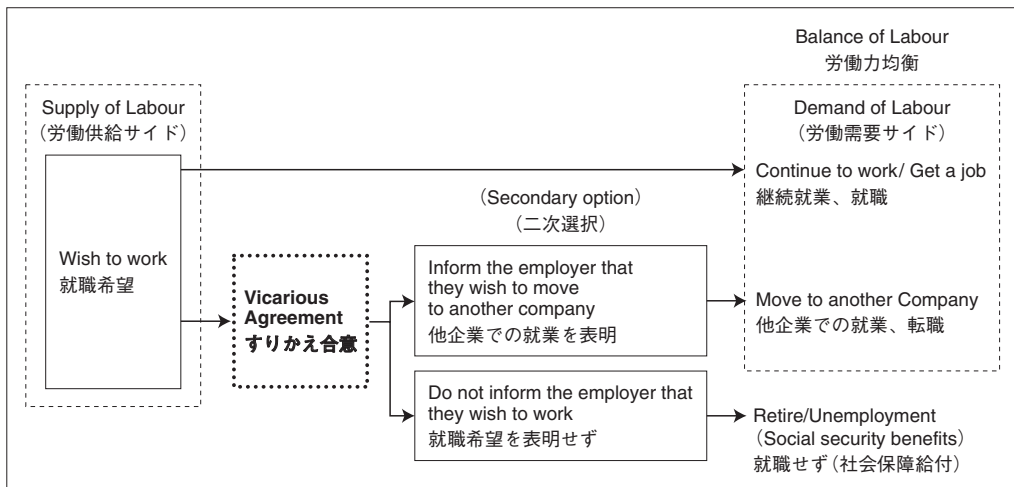 Balance of Labour
労働力均衡
Supply of Labour
（労働供給サイド）
Wish to work
就職希望
Vicarious
Agreement
すりかえ合意
（Secondary option）
（二次選択）
Inform the employer that
they wish to move
to another company
他企業での就業を表明
Do not inform the employer that
they wish to work
就職希望を表明せず
Demand of Labour
（労働需要サイド）
Continue to work/ Get a job
継続就業、就職
Move to another Company
他企業での就業、転職
Retire/Unemployment
（Social security benefits）
就職せず（社会保障給付）